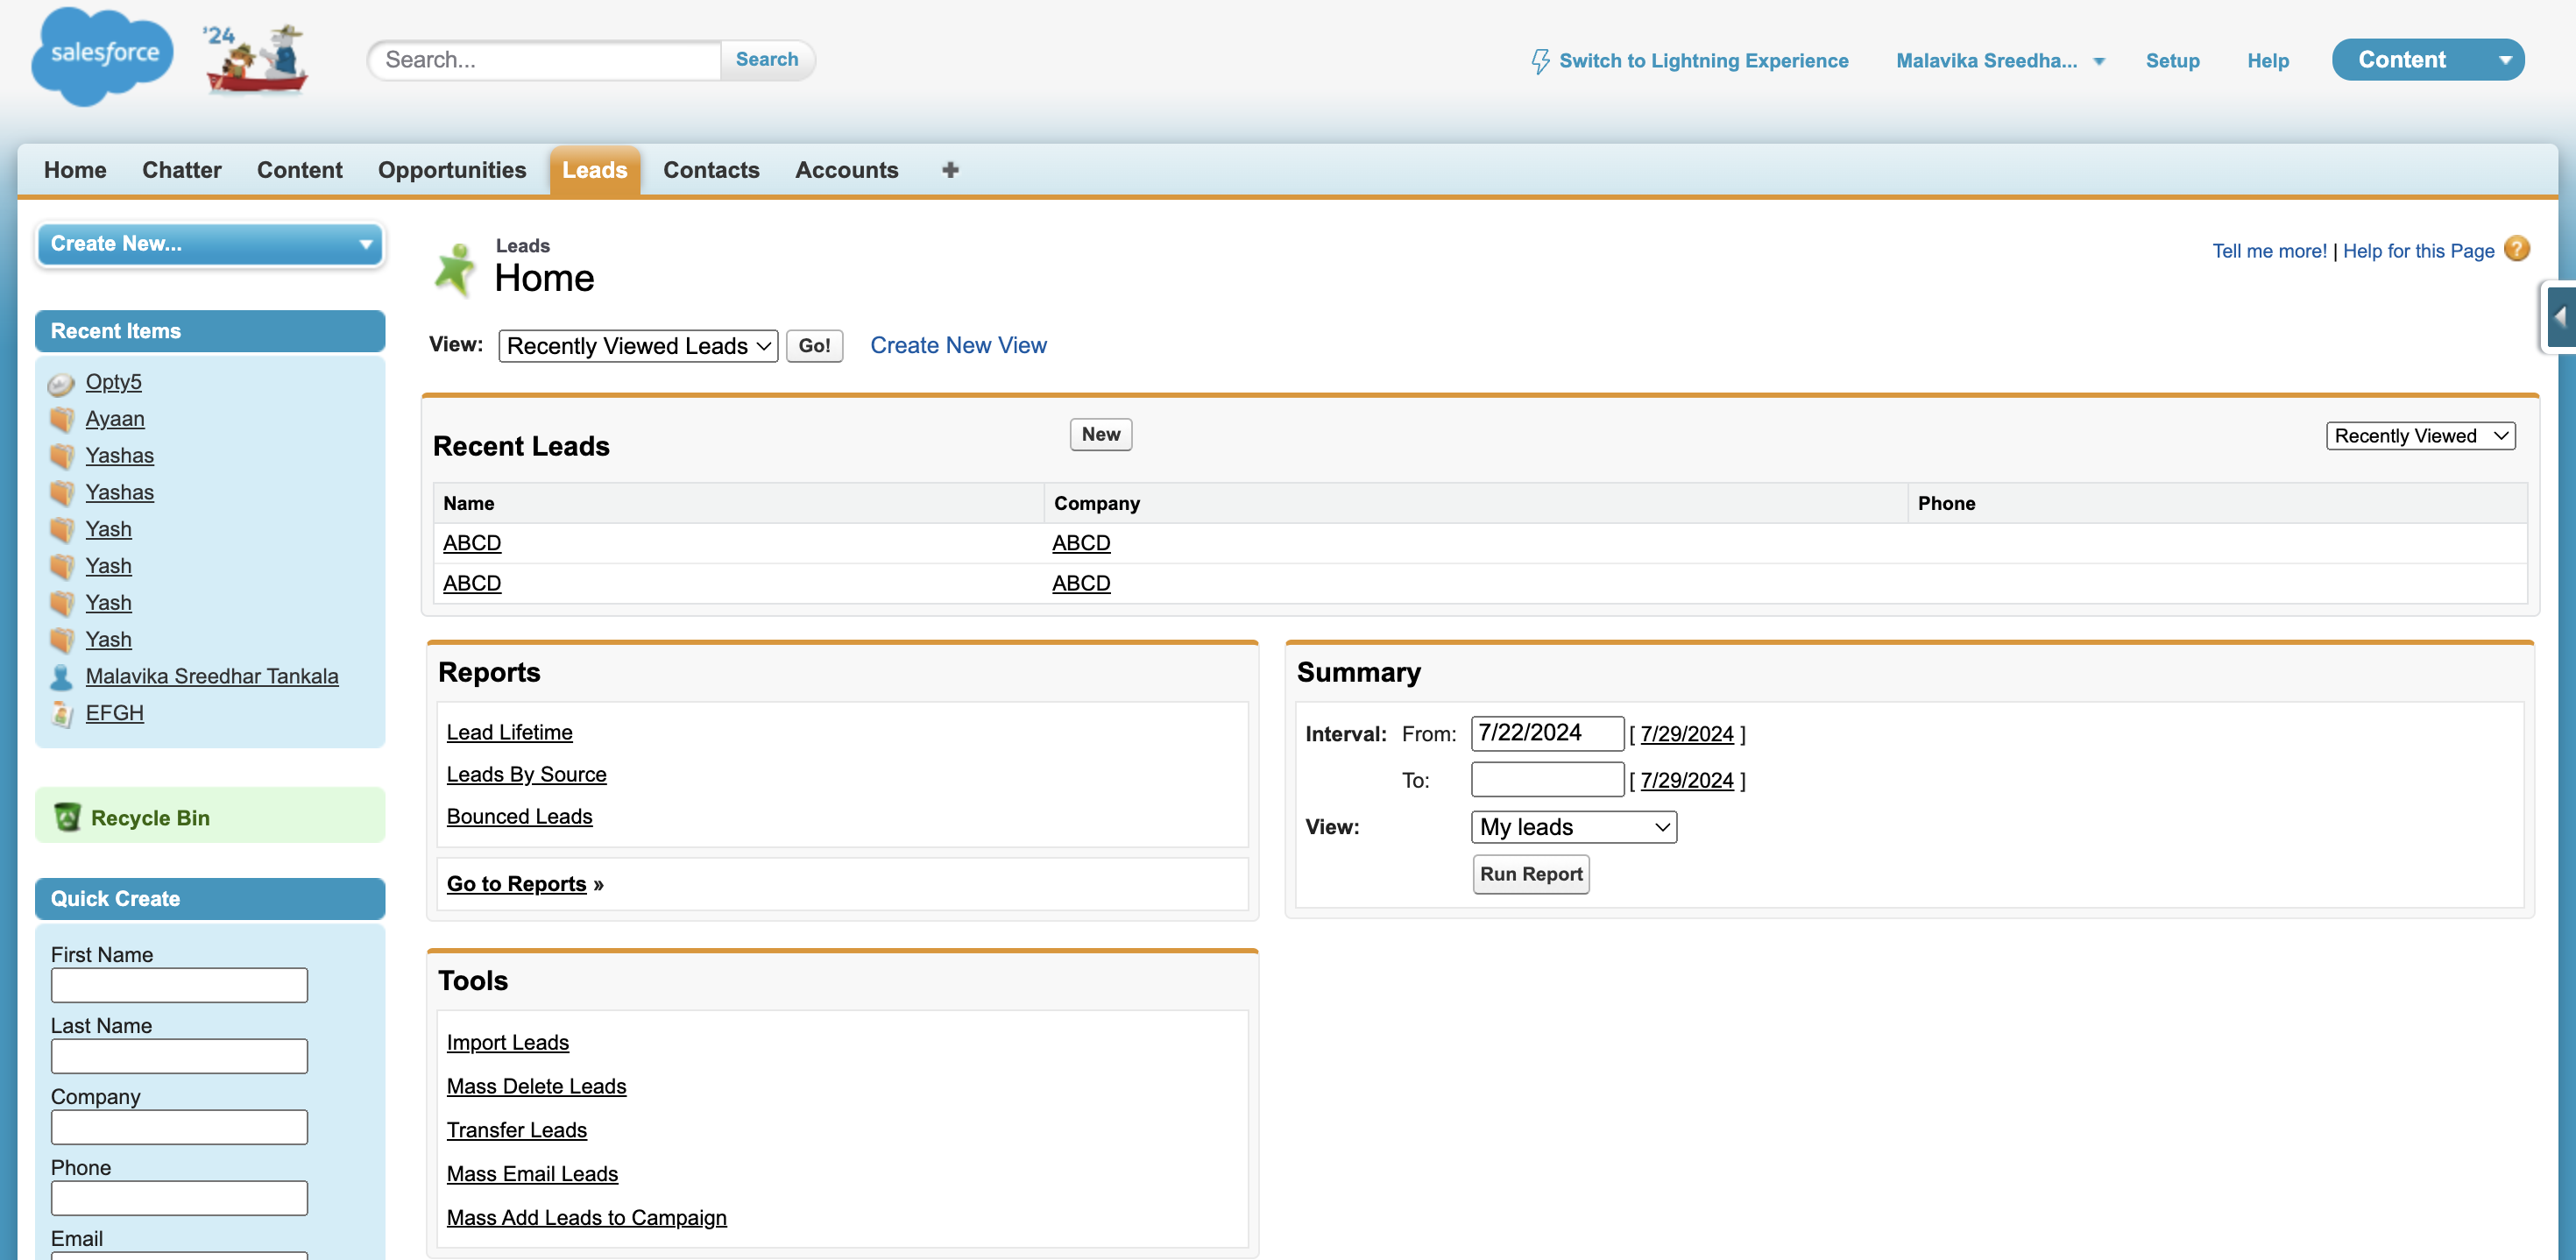 salesforce
'24
Search...
Search
Switch to Lightning Experience
Malavika Sreedha...
Setup
Help
Content
Home
Chatter
Content
Opportunities
Leads
Contacts
Accounts
+
Create New...
Recent Items
Opty5
Ayaan
Yashas
Yashas
Yash
Yash
Yash
Yash
Malavika Sreedhar Tankala
EFGH
Recycle Bin
Quick Create
First Name
Last Name
Company
Phone
Email
Leads
Home
Tell me more! | Help for this Page ?
View: Recently Viewed Leads Go! Create New View
Recent Leads
New
Recently Viewed
Name Company Phone
ABCD ABCD
ABCD ABCD
Reports
Lead Lifetime
Leads By Source
Bounced Leads
Go to Reports »
Summary
Interval: From: 7/22/2024 [ 7/29/2024 ]
To: [ 7/29/2024 ]
View: My leads
Run Report
Tools
Import Leads
Mass Delete Leads
Transfer Leads
Mass Email Leads
Mass Add Leads to Campaign